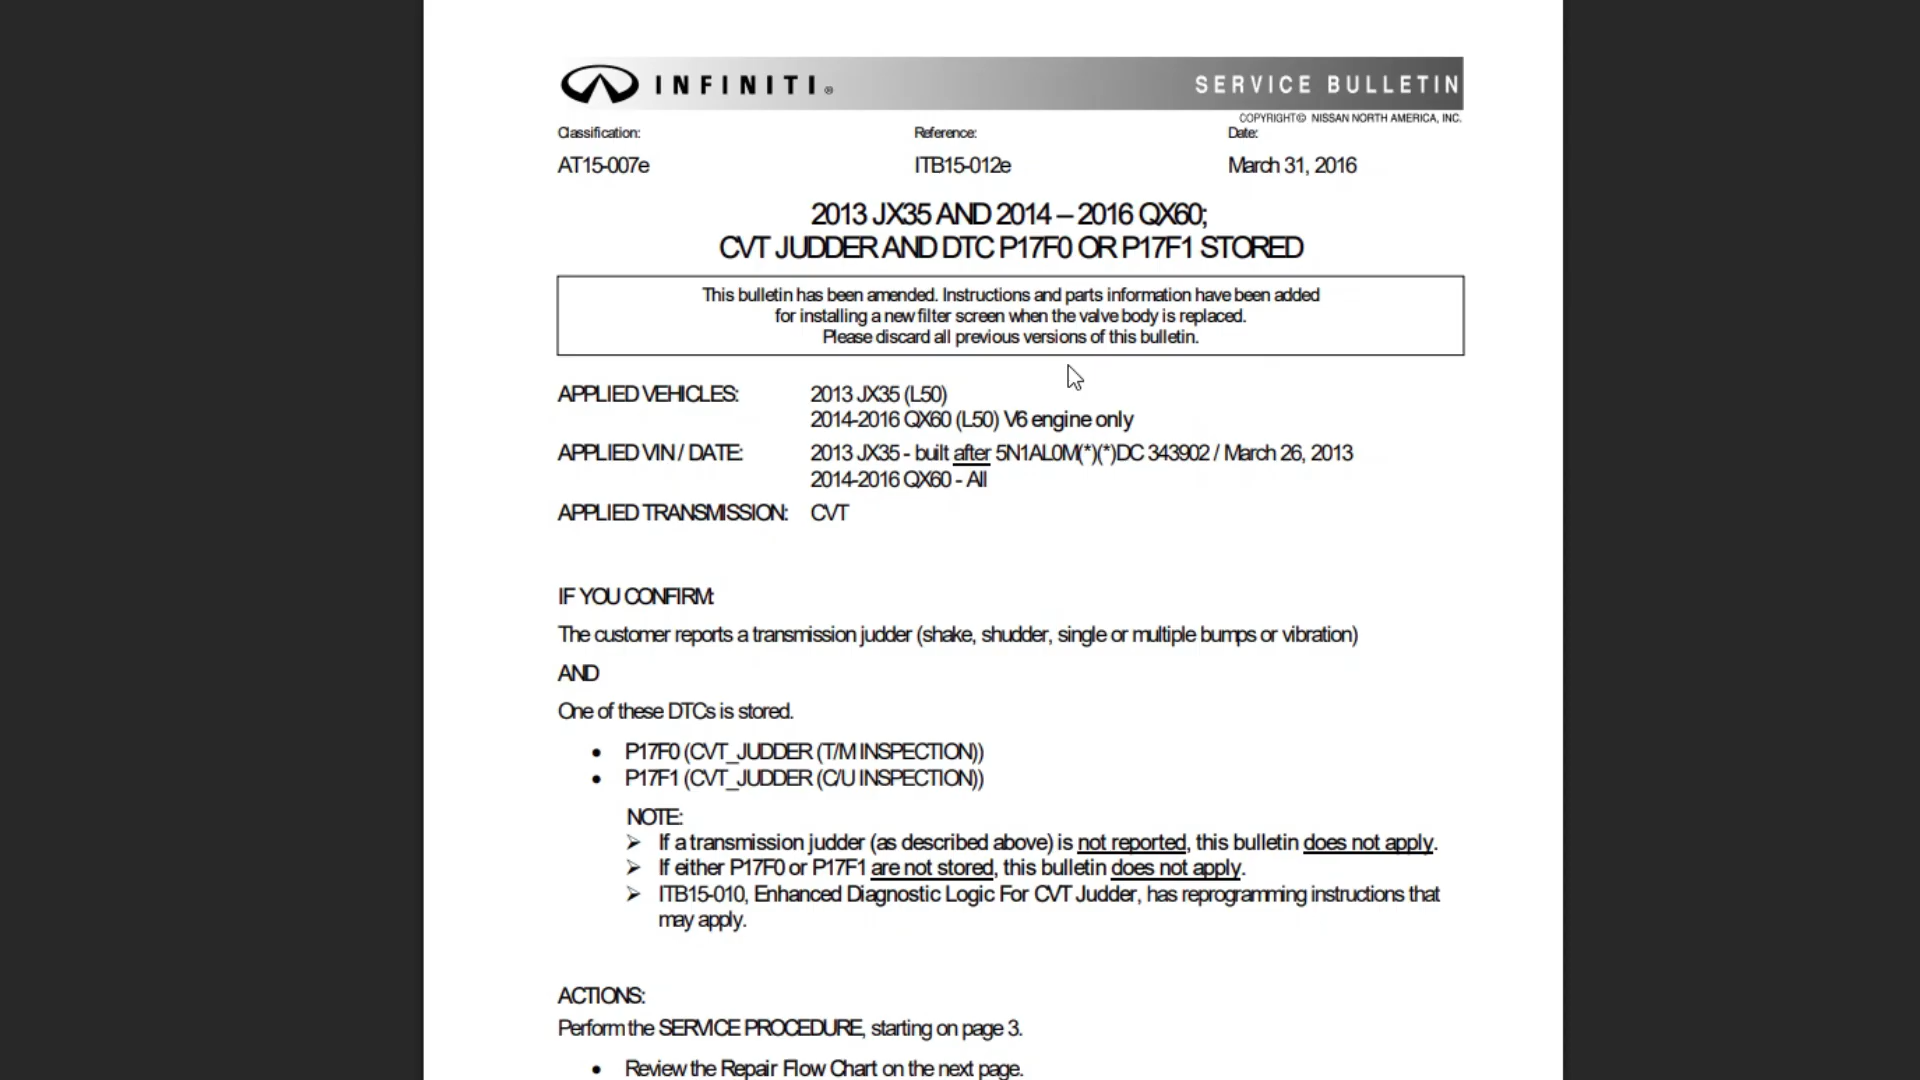 INFINITI®
SERVICE BULLETIN
COPYRIGHT© NISSAN NORTH AMERICA, INC.
Classification: Reference: Date:
AT15-007e ITB15-012e March 31, 2016
2013 JX35 AND 2014 – 2016 QX60;
CVT JUDDER AND DTC P17F0 OR P17F1 STORED
This bulletin has been amended. Instructions and parts information have been added
for installing a new filter screen when the valve body is replaced.
Please discard all previous versions of this bulletin.
APPLIED VEHICLES: 2013 JX35 (L50)
2014-2016 QX60 (L50) V6 engine only
APPLIED VIN / DATE: 2013 JX35 - built after 5N1AL0M(*)(*)DC 343902 / March 26, 2013
2014-2016 QX60 - All
APPLIED TRANSMISSION: CVT
IF YOU CONFIRM:
The customer reports a transmission judder (shake, shudder, single or multiple bumps or vibration)
AND
One of these DTCs is stored.
• P17F0 (CVT_JUDDER (T/M INSPECTION))
• P17F1 (CVT_JUDDER (C/U INSPECTION))
NOTE:
➢ If a transmission judder (as described above) is not reported, this bulletin does not apply.
➢ If either P17F0 or P17F1 are not stored, this bulletin does not apply.
➢ ITB15-010, Enhanced Diagnostic Logic For CVT Judder, has reprogramming instructions that
may apply.
ACTIONS:
Perform the SERVICE PROCEDURE, starting on page 3.
• Review the Repair Flow Chart on the next page.